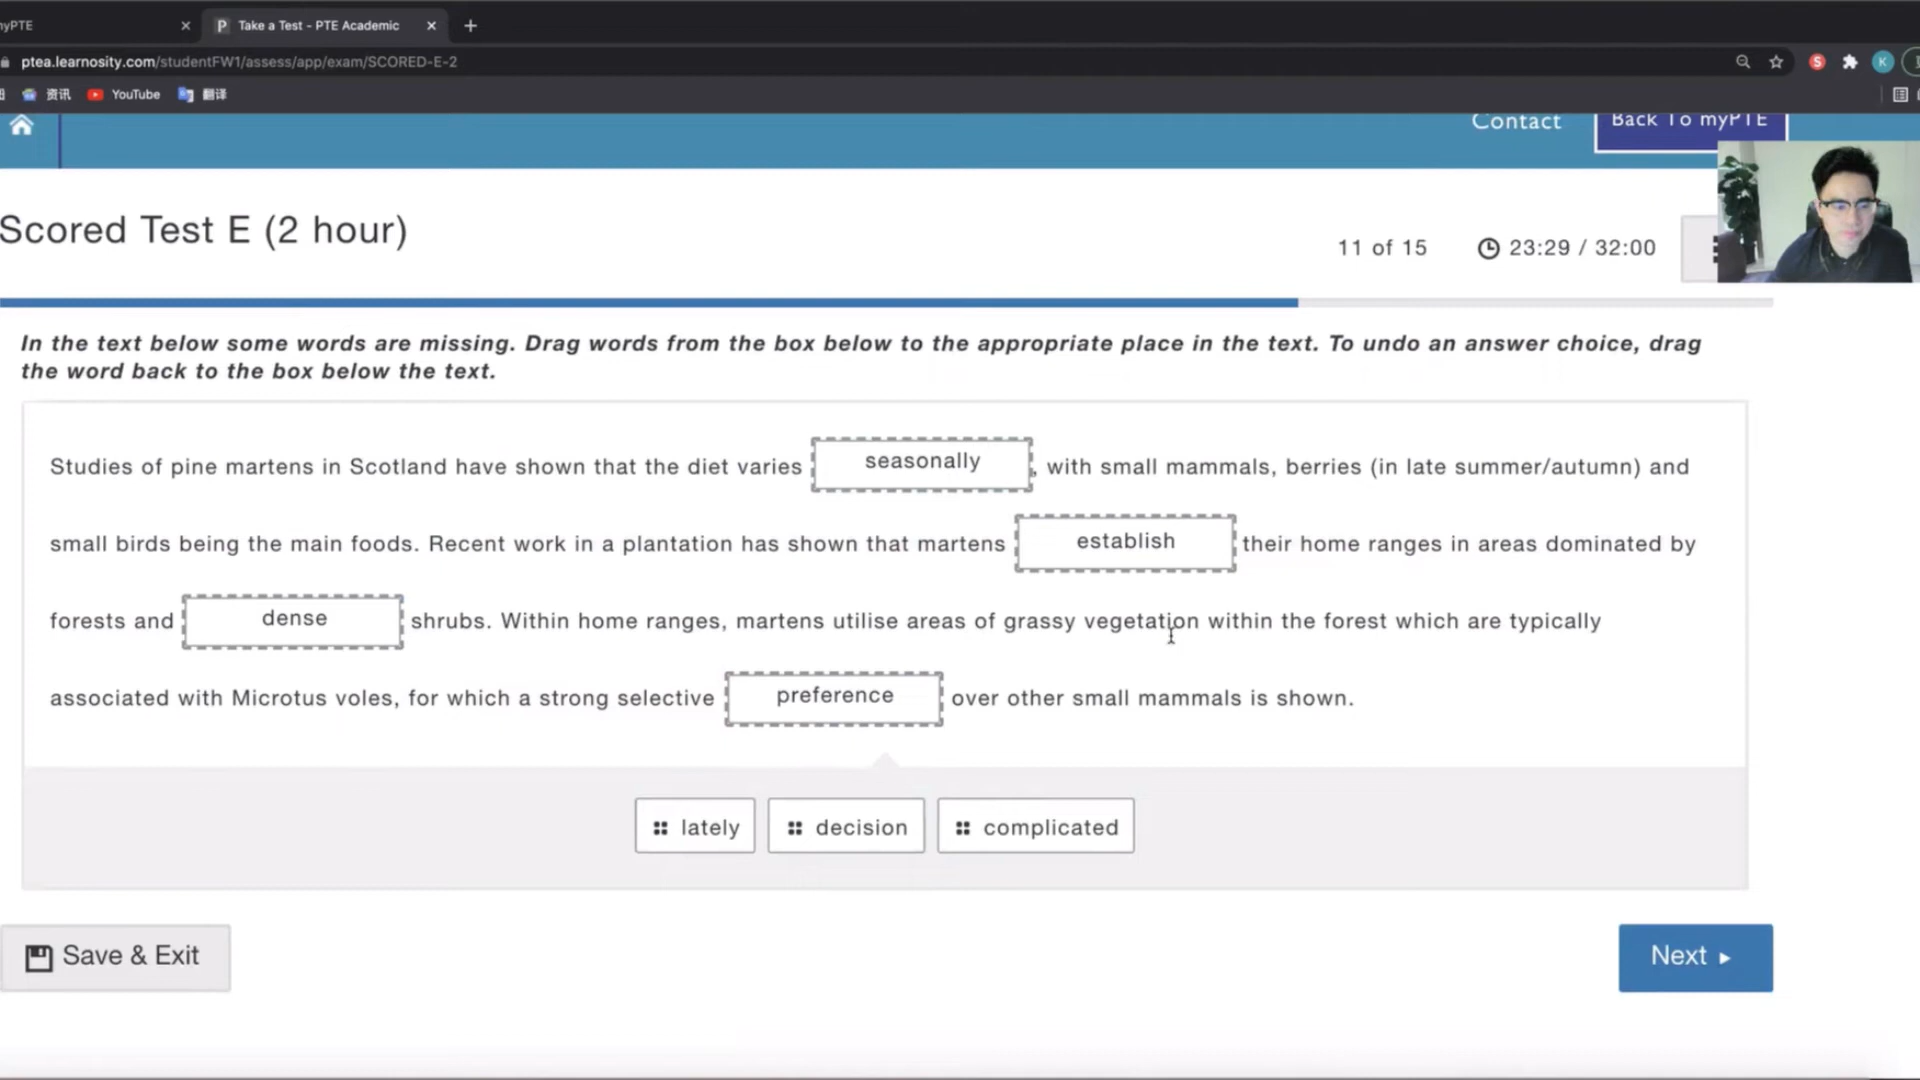 myPTE
Take a Test - PTE Academic
ptea.learnosity.com/studentFW1/assess/app/exam/SCORED-E-2
资讯 YouTube 翻译
Contact Back To myPTE
Scored Test E (2 hour)
11 of 15 23:29 / 32:00
In the text below some words are missing. Drag words from the box below to the appropriate place in the text. To undo an answer choice, drag
the word back to the box below the text.
Studies of pine martens in Scotland have shown that the diet varies seasonally, with small mammals, berries (in late summer/autumn) and
small birds being the main foods. Recent work in a plantation has shown that martens establish their home ranges in areas dominated by
forests and dense shrubs. Within home ranges, martens utilise areas of grassy vegetation within the forest which are typically
associated with Microtus voles, for which a strong selective preference over other small mammals is shown.
lately decision complicated
Save & Exit Next